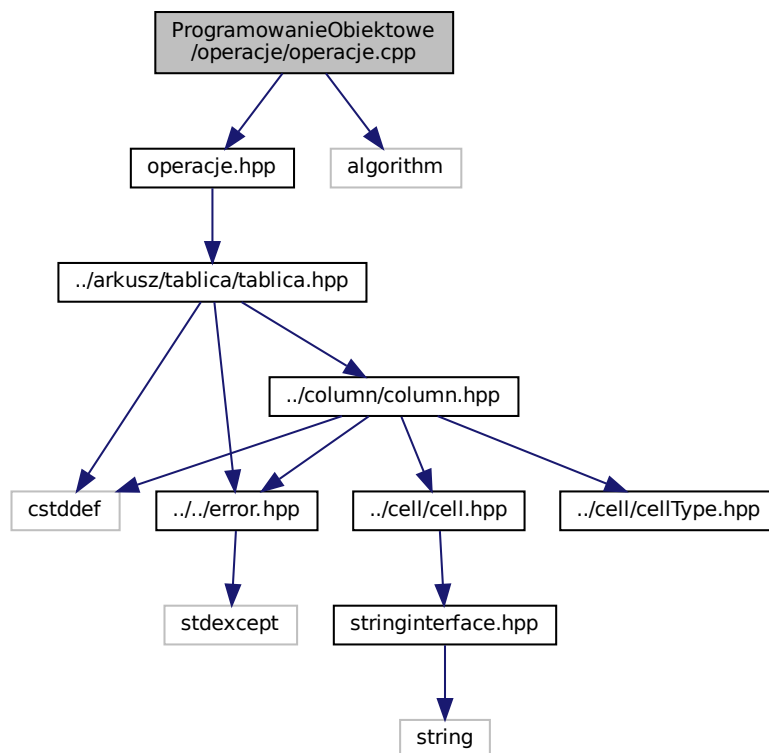 ProgramowanieObiektowe
/operacje/operacje.cpp
operacje.hpp
algorithm
../arkusz/tablica/tablica.hpp
../column/column.hpp
cstddef
../../error.hpp
../cell/cell.hpp
../cell/cellType.hpp
stdexcept
stringinterface.hpp
string